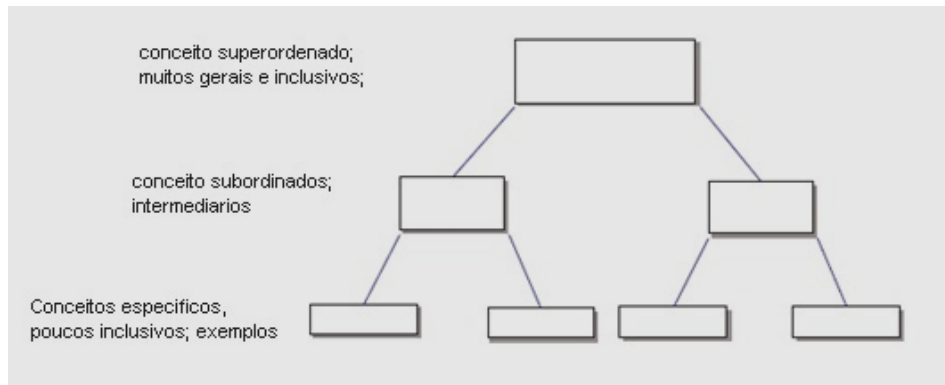 conceito superordenado;
muitos gerais e inclusivos;
conceito subordinados;
intermediarios
Conceitos especificos,
poucos inclusivos; exemplos